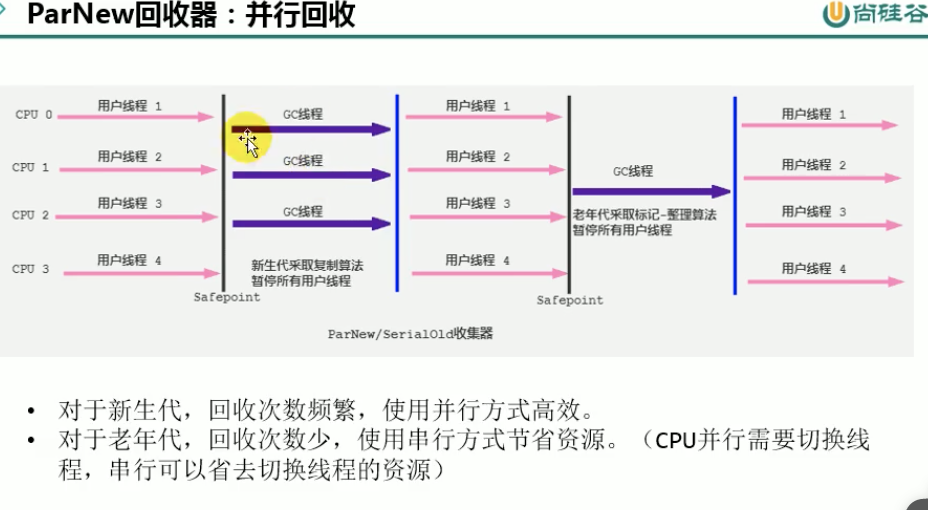 ParNew回收器：并行回收
尚硅谷
CPU 0
用户线程 1
GC线程
用户线程 1
用户线程 1
CPU 1
用户线程 2
GC线程
用户线程 2
GC线程
用户线程 2
CPU 2
用户线程 3
GC线程
用户线程 3
老年代采取标记-整理算法
暂停所有用户线程
用户线程 3
CPU 3
用户线程 4
新生代采取复制算法
暂停所有用户线程
用户线程 4
用户线程 4
Safepoint
Safepoint
ParNew/SerialOld收集器
• 对于新生代，回收次数频繁，使用并行方式高效。
• 对于老年代，回收次数少，使用串行方式节省资源。（CPU并行需要切换线
程，串行可以省去切换线程的资源）